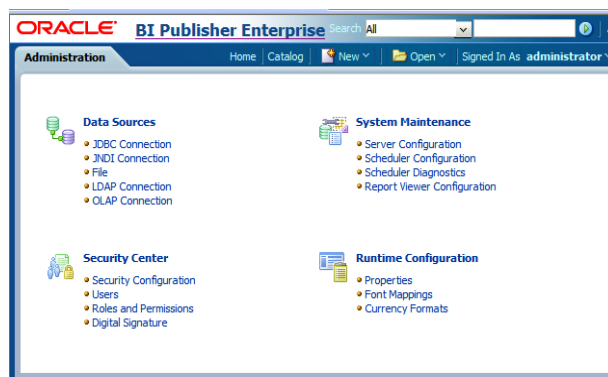 ORACLE® BI Publisher Enterprise Search All
Administration Home Catalog New Open Signed In As administrator
Data Sources
JDBC Connection
JNDI Connection
File
LDAP Connection
OLAP Connection
System Maintenance
Server Configuration
Scheduler Configuration
Scheduler Diagnostics
Report Viewer Configuration
Security Center
Security Configuration
Users
Roles and Permissions
Digital Signature
Runtime Configuration
Properties
Font Mappings
Currency Formats